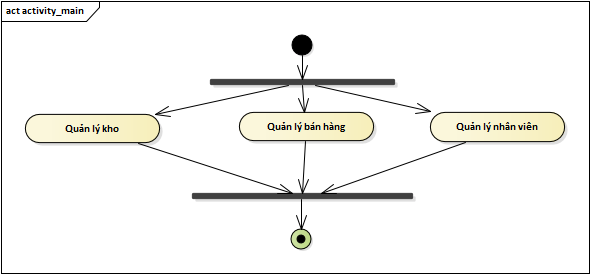 act activity_main
Quản lý kho
Quản lý bán hàng
Quản lý nhân viên